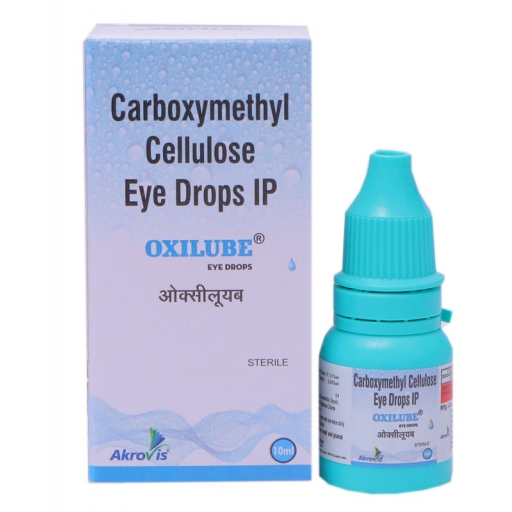 Carboxymethyl
Cellulose
Eye Drops IP
OXILUBE®
EYE DROPS
ओक्सीलूयब
STERILE
Akrovis
10ml
Carboxymethyl Cellulose
Eye Drops IP
OXILUBE®
EYE DROPS
ओक्सीलूयब
STERILE
Akrovis